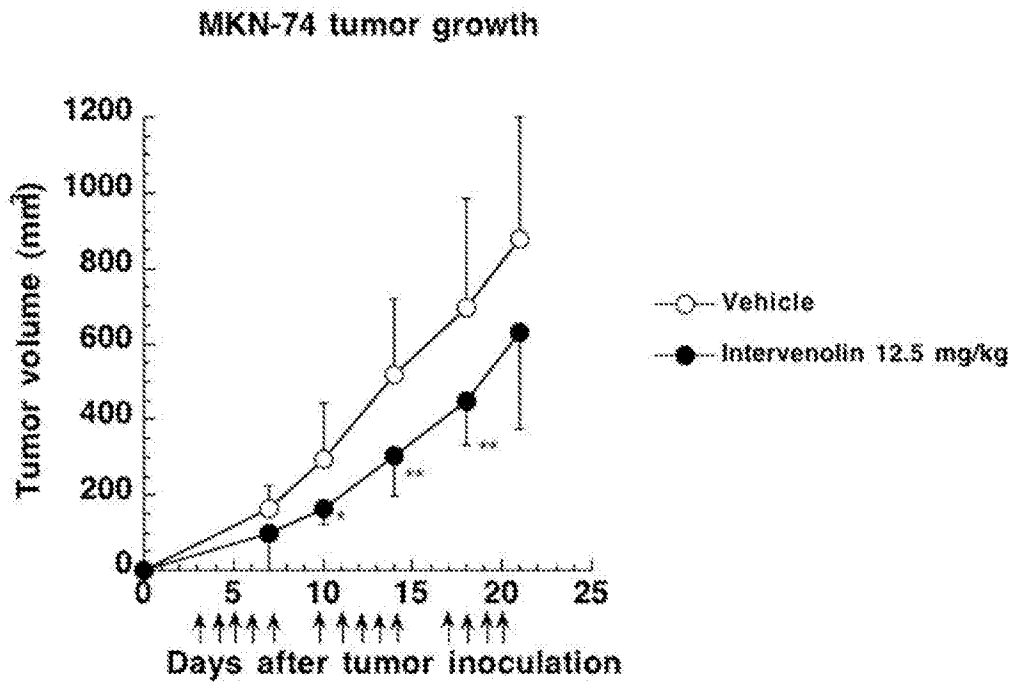 MKN-74 tumor growth
1200
1000
800
600
400
200
0
Tumor volume (mm³)
0 5 10 15 20 25
Days after tumor inoculation
Vehicle
Intervenolin 12.5 mg/kg
*
**
**